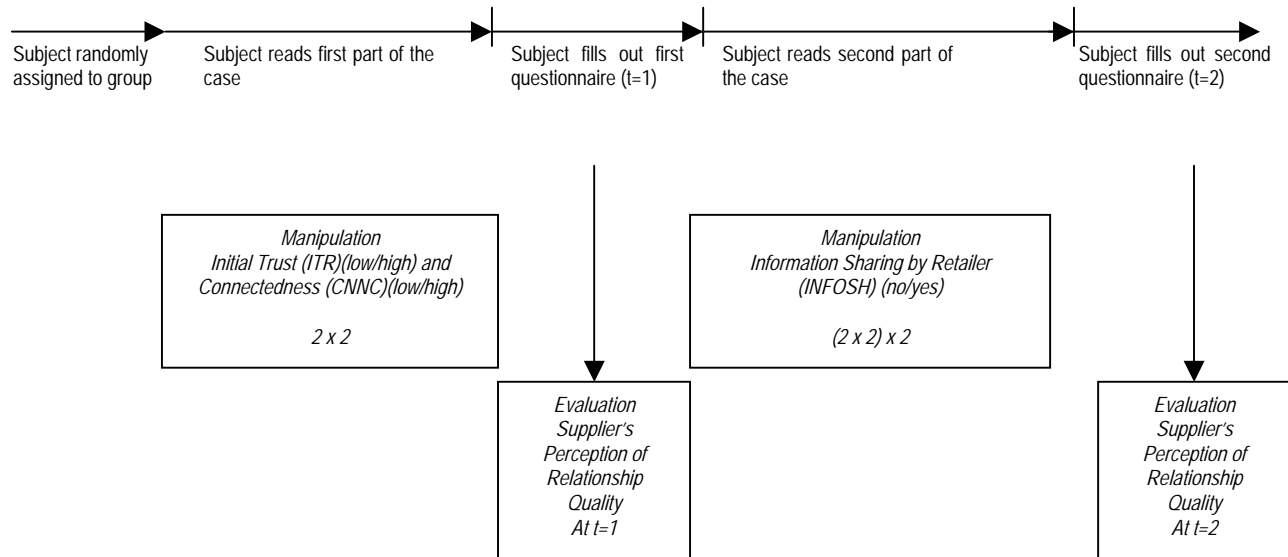 Subject randomly
assigned to group
Subject reads first part of the
case
Subject fills out first
questionnaire (t=1)
Subject reads second part of
the case
Subject fills out second
questionnaire (t=2)
Manipulation
Initial Trust (ITR)(low/high) and
Connectedness (CNNC)(low/high)
2 x 2
Manipulation
Information Sharing by Retailer
(INFOSH) (no/yes)
(2 x 2) x 2
Evaluation
Supplier's
Perception of
Relationship
Quality
At t=1
Evaluation
Supplier's
Perception of
Relationship
Quality
At t=2